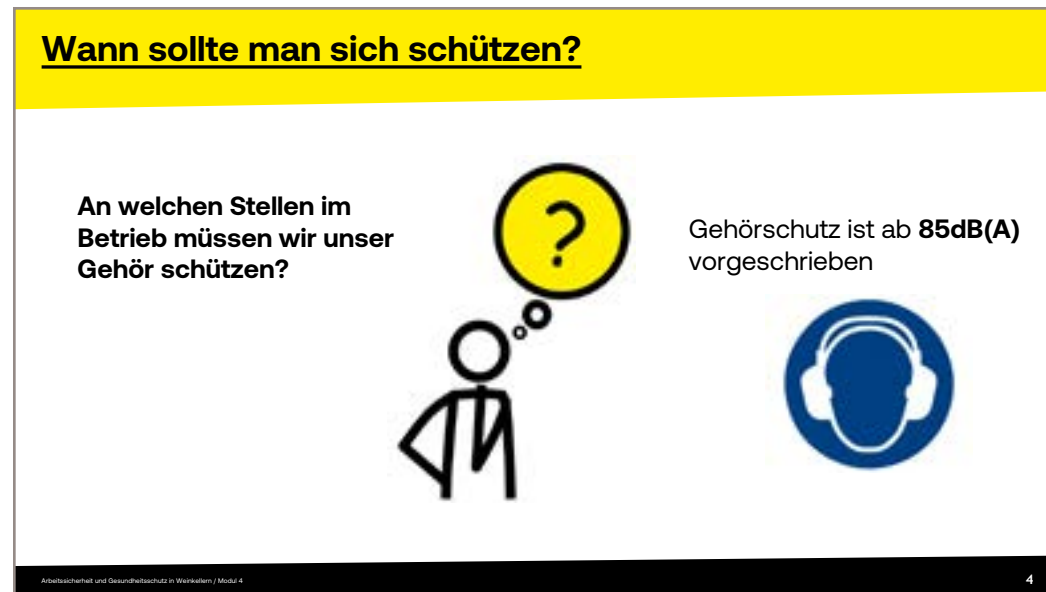 Wann sollte man sich schützen?
An welchen Stellen im
Betrieb müssen wir unser
Gehör schützen?
?
Gehörschutz ist ab 85dB(A)
vorgeschrieben
Arbeitssicherheit und Gesundheitsschutz in Weinkellern / Modul 4
4